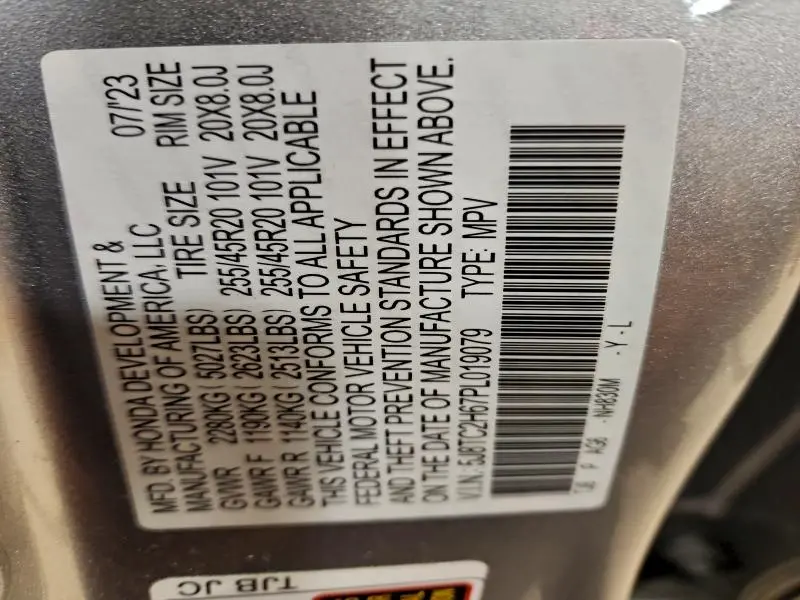 MFD. BY HONDA DEVELOPMENT & 07/'23
MANUFACTURING OF AMERICA, LLC
TIRE SIZE RIM SIZE
GVWR 2280KG( 5027LBS)
GAWR F 1190KG( 2623LBS) 255/45R20 101V 20X8.0J
GAWR R 1140KG( 2513LBS) 255/45R20 101V 20X8.0J
THIS VEHICLE CONFORMS TO ALL APPLICABLE
FEDERAL MOTOR VEHICLE SAFETY
AND THEFT PREVENTION STANDARDS IN EFFECT
ON THE DATE OF MANUFACTURE SHOWN ABOVE.
V.I.N.: 5J8TC2H67PL019079 TYPE: MPV
P AG6 -NH830M -Y-L
TJB JC